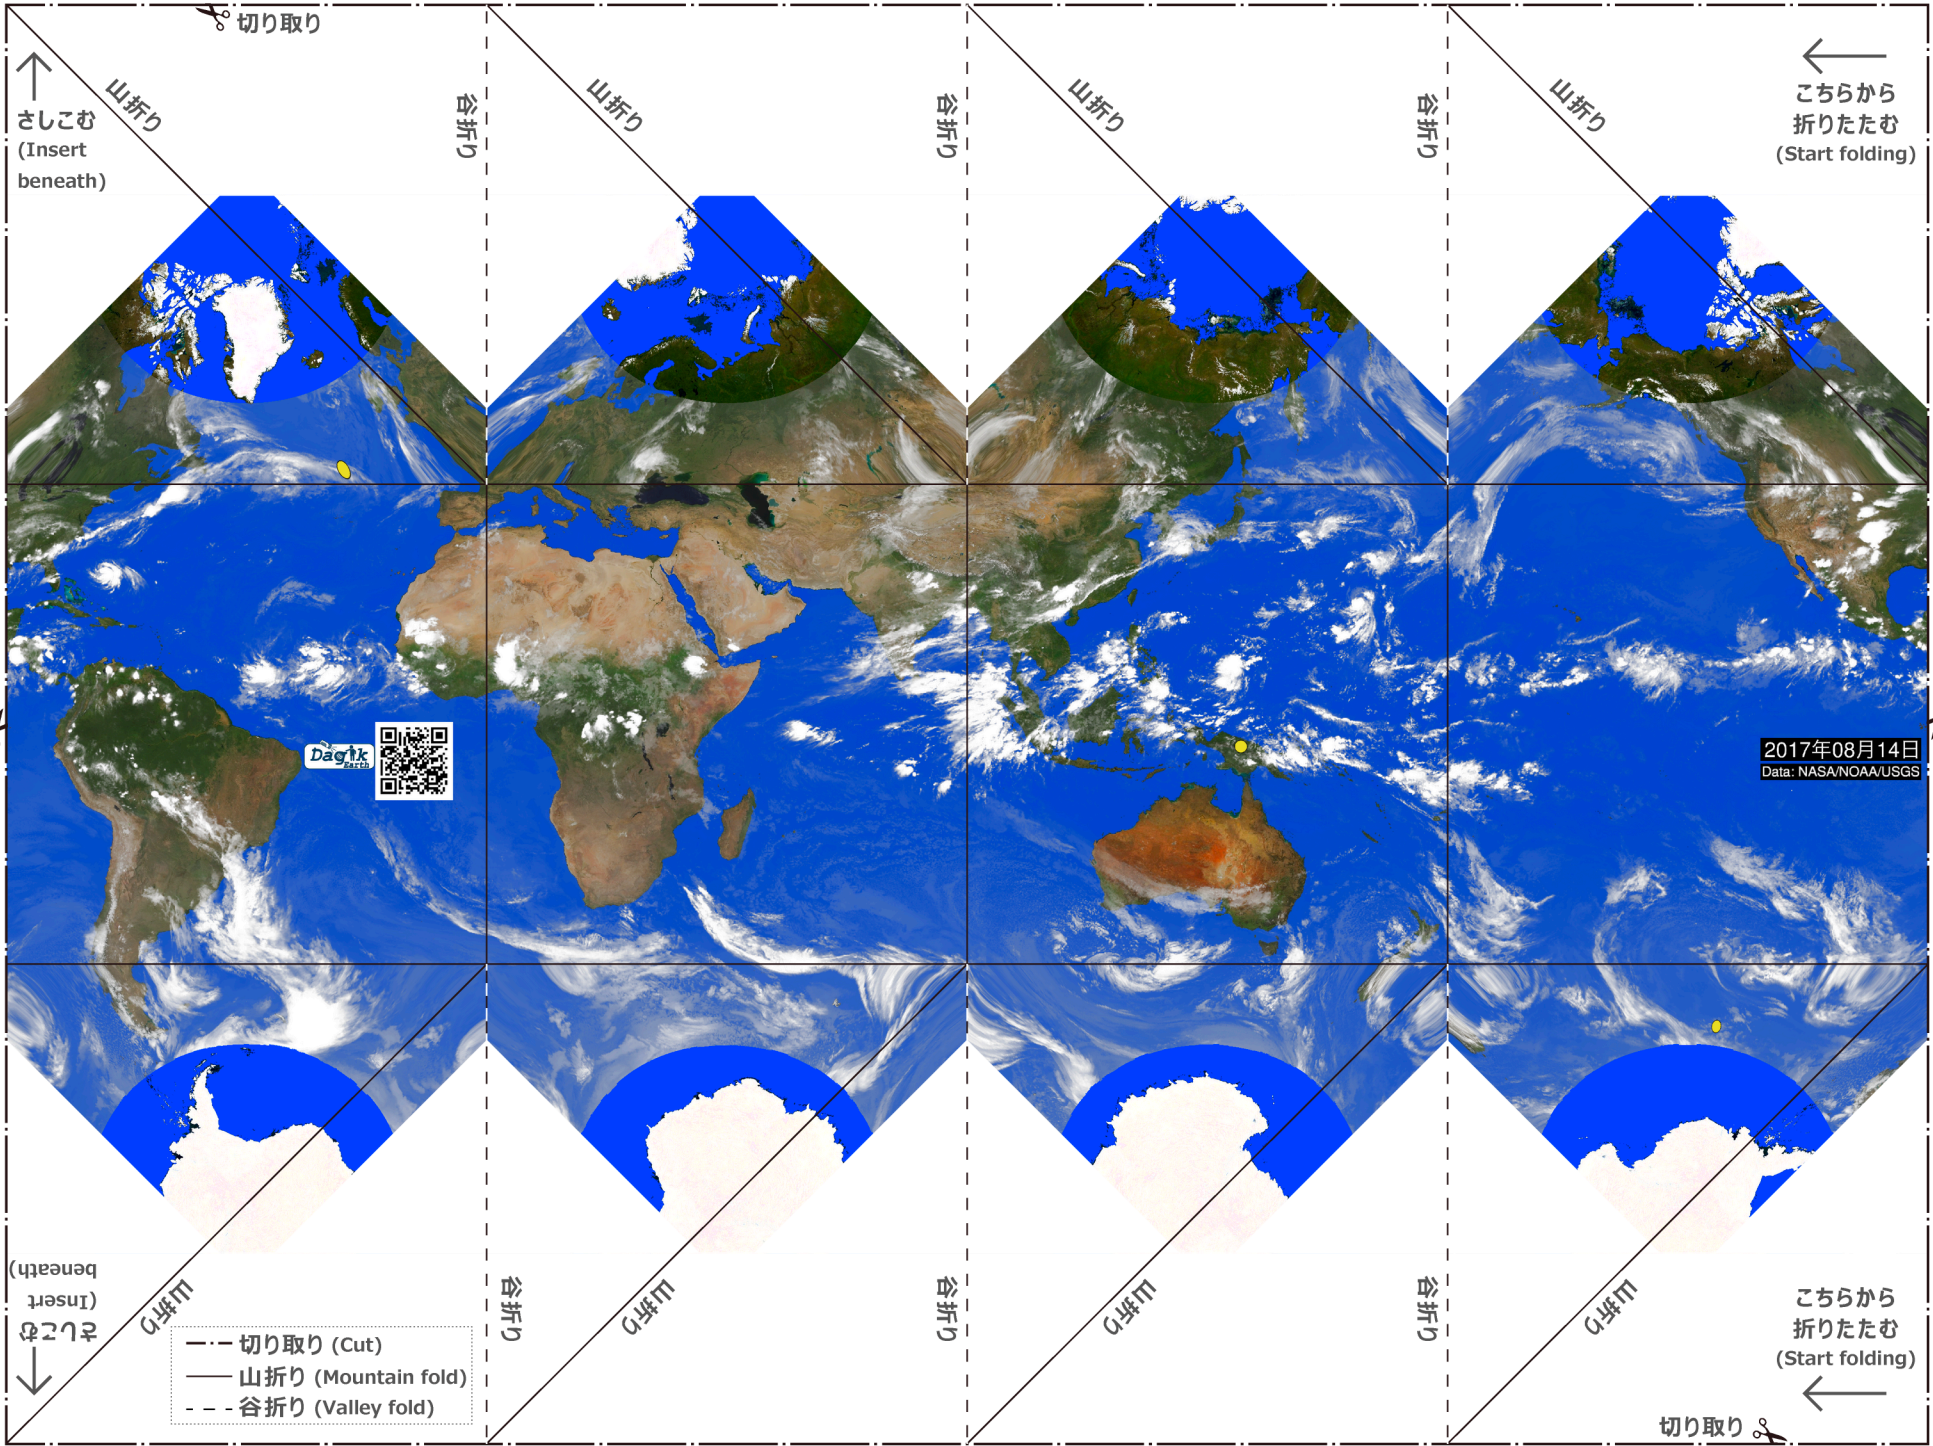 切り取り
さしこむ
(Insert
beneath)
山折り
谷折り
山折り
谷折り
山折り
谷折り
山折り
こちらから
折りたたむ
(Start folding)
Dagik
Earth
2017年08月14日
Data: NASA/NOAA/USGS
さしこむ
(Insert
beneath)
山折り
谷折り
山折り
谷折り
山折り
谷折り
山折り
こちらから
折りたたむ
(Start folding)
切り取り (Cut)
山折り (Mountain fold)
谷折り (Valley fold)
切り取り